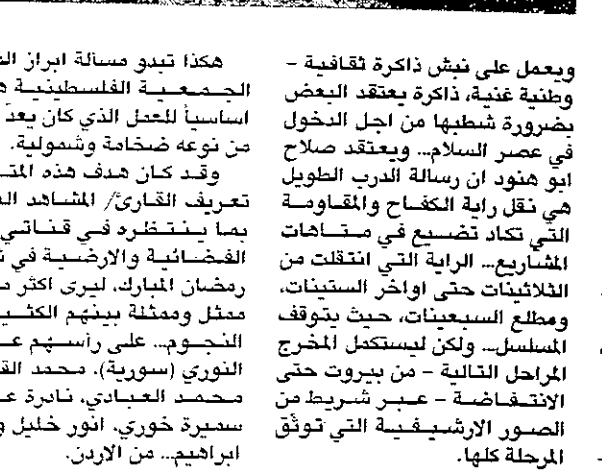 ويعمل على نبش ذاكرة ثقافية –
وطنية غنية، ذاكرة يعتقد البعض
بضرورة شطبها من اجل الدخول
في عصر السلام... ويعتقد صلاح
ابو هنود ان رسالة الدرب الطويل
هي نقل راية الكفاح والمقاومة
التي تكاد تضيع في متاهات
المشاريع... الراية التي انتقلت من
الثلاثينات حتى اواخر الستينات،
ومطلع السبعينات، حيث يتوقف
المسلسل... ولكن ليستكمل المخرج
المراحل التالية – من بيروت حتى
الانتفاضة – عبر شريط من
الصور الارشيفية التي توثّق
المرحلة كلها.
هكذا تبدو مسألة ابراز
الجمعية الفلسطينية
اساسياً للعمل الذي كان يعدّ
من نوعه ضخامة وشمولية.
وقد كان هدف هذه
تعريف القارئ/ المشاهد
بما ينتظره في قناتي
الفضائية والارضية في
رمضان المبارك، ليرى اكثر
ممثل وممثلة بينهم
النجوم... على رأسهم
النوري (سورية)، محمد
محمد العبادي، نادرة
سميرة خوري، انور خليل
ابراهيم... من الاردن.